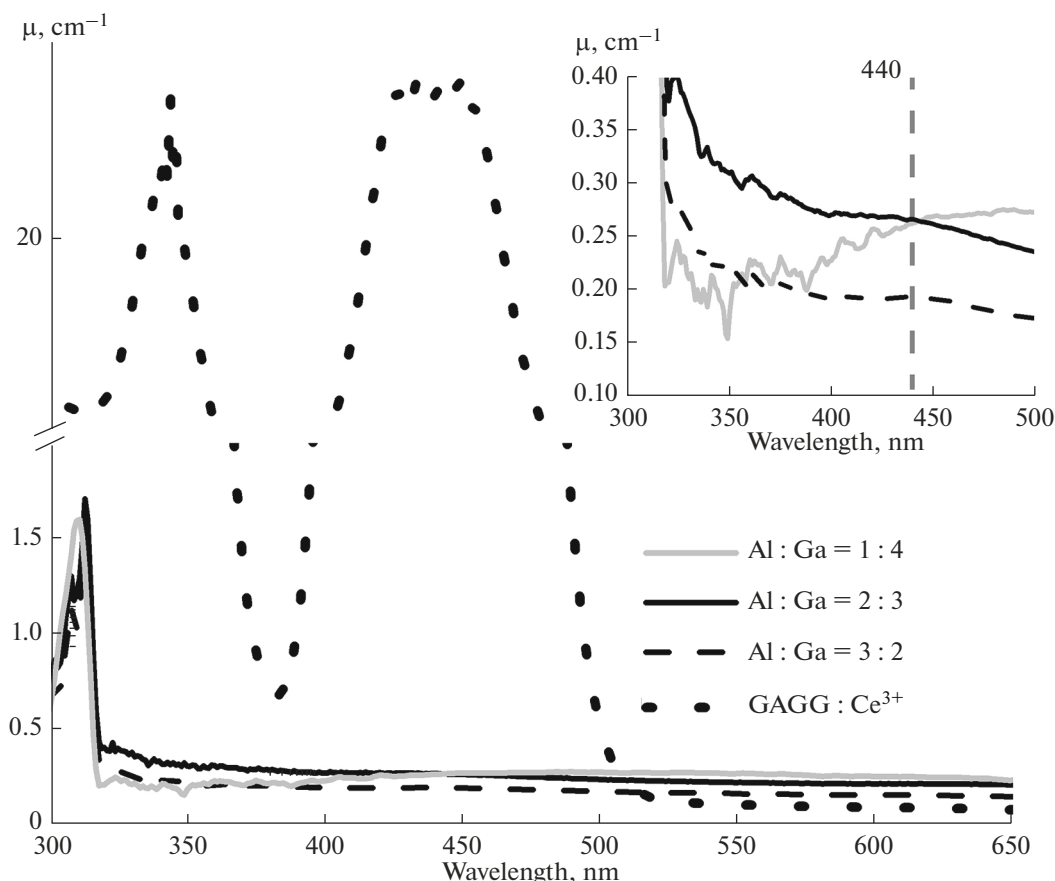 μ, cm⁻¹
20
1.5
1.0
0.5
0
300 350 400 450 500 550 600 650
Wavelength, nm
μ, cm⁻¹
440
0.40
0.35
0.30
0.25
0.20
0.15
0.10
300 350 400 450 500
Wavelength, nm
Al : Ga = 1 : 4
Al : Ga = 2 : 3
Al : Ga = 3 : 2
GAGG : Ce³⁺